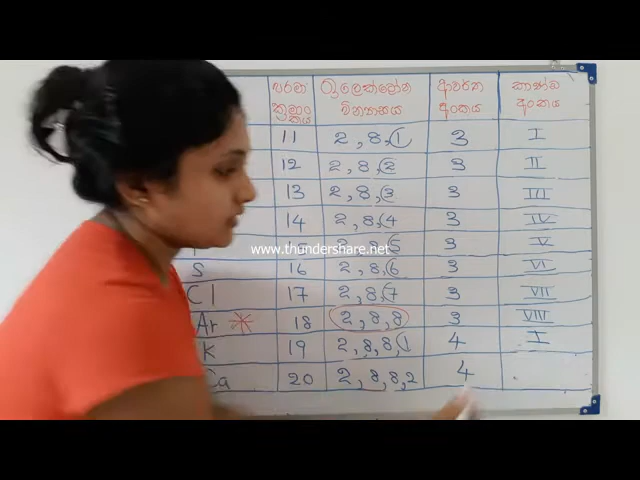 පරමා ඉලෙක්ට්‍රෝන ආවර්ත කාණ්ඩ
ක්‍රමාංකය වින්‍යාසය අංකය අංකය
11 2,8,1 3 I
12 2,8,2 3 II
13 2,8,3 3 III
14 2,8,4 3 IV
2,8,5 3 V
www.thundershare.net
S 16 2,8,6 3 VI
Cl 17 2,8,7 3 VII
Ar 18 2,8,8 3 VIII
K 19 2,8,8,1 4 I
Ca 20 2,8,8,2 4